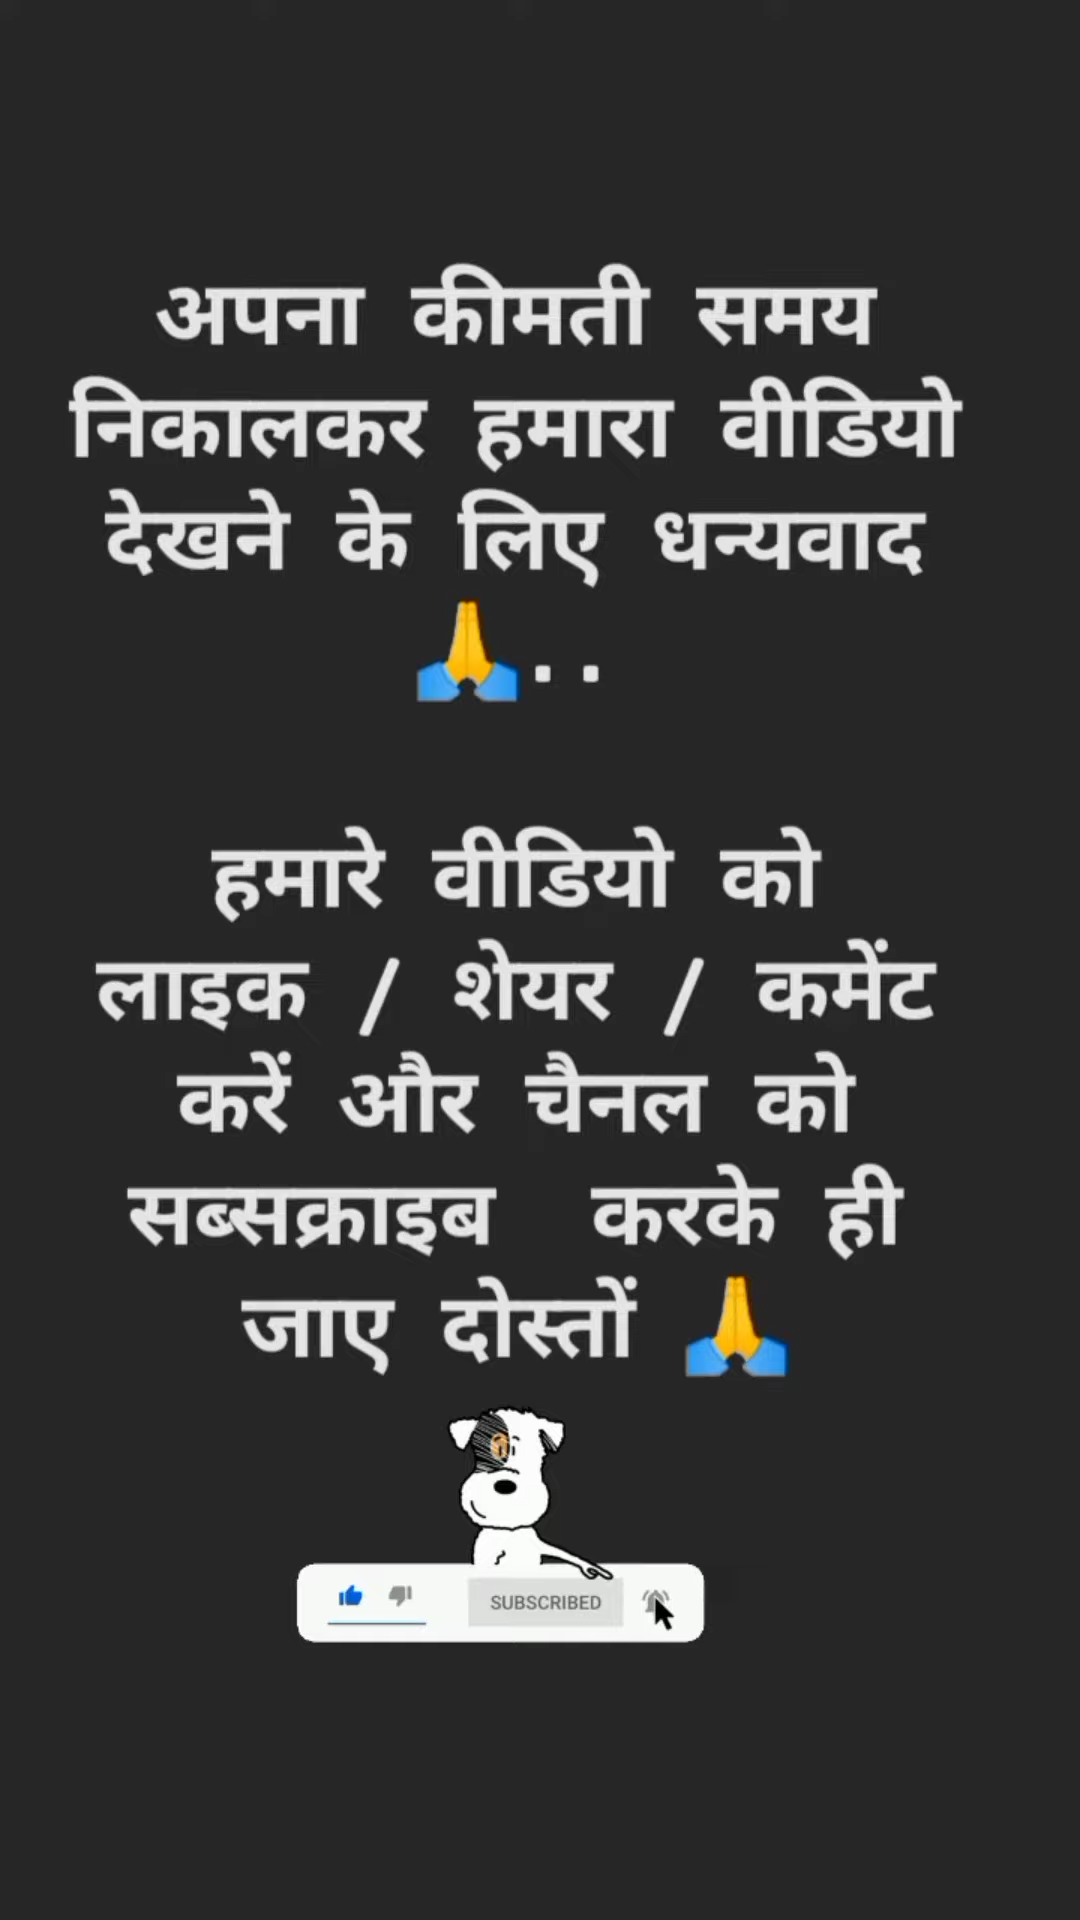 अपना कीमती समय
निकालकर हमारा वीडियो
देखने के लिए धन्यवाद
🙏. .
हमारे वीडियो को
लाइक / शेयर / कमेंट
करें और चैनल को
सब्सक्राइब करके ही
जाए दोस्तों 🙏
SUBSCRIBED